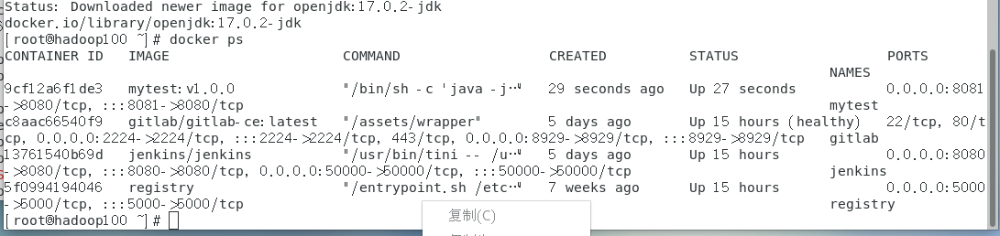 Status: Downloaded newer image for openjdk:17.0.2-jdk
docker.io/library/openjdk:17.0.2-jdk
[root@hadoop100 ~]# docker ps
CONTAINER ID   IMAGE                     COMMAND                  CREATED          STATUS                  PORTS
NAMES
9cf12a6f1de3   mytest:v1.0.0             "/bin/sh -c 'java -j…"   29 seconds ago   Up 27 seconds           0.0.0.0:8081
->8080/tcp, :::8081->8080/tcp   mytest
c8aac66540f9   gitlab/gitlab-ce:latest   "/assets/wrapper"        5 days ago       Up 15 hours (healthy)   22/tcp, 80/t
cp, 0.0.0.0:2224->2224/tcp, :::2224->2224/tcp, 443/tcp, 0.0.0.0:8929->8929/tcp, :::8929->8929/tcp   gitlab
13761540b69d   jenkins/jenkins           "/usr/bin/tini -- /u…"   5 days ago       Up 15 hours             0.0.0.0:8080
->8080/tcp, :::8080->8080/tcp, 0.0.0.0:50000->50000/tcp, :::50000->50000/tcp   jenkins
5f0994194046   registry                  "/entrypoint.sh /etc…"   7 weeks ago      Up 15 hours             0.0.0.0:5000
->5000/tcp, :::5000->5000/tcp   registry
[root@hadoop100 ~]#
复制(C)